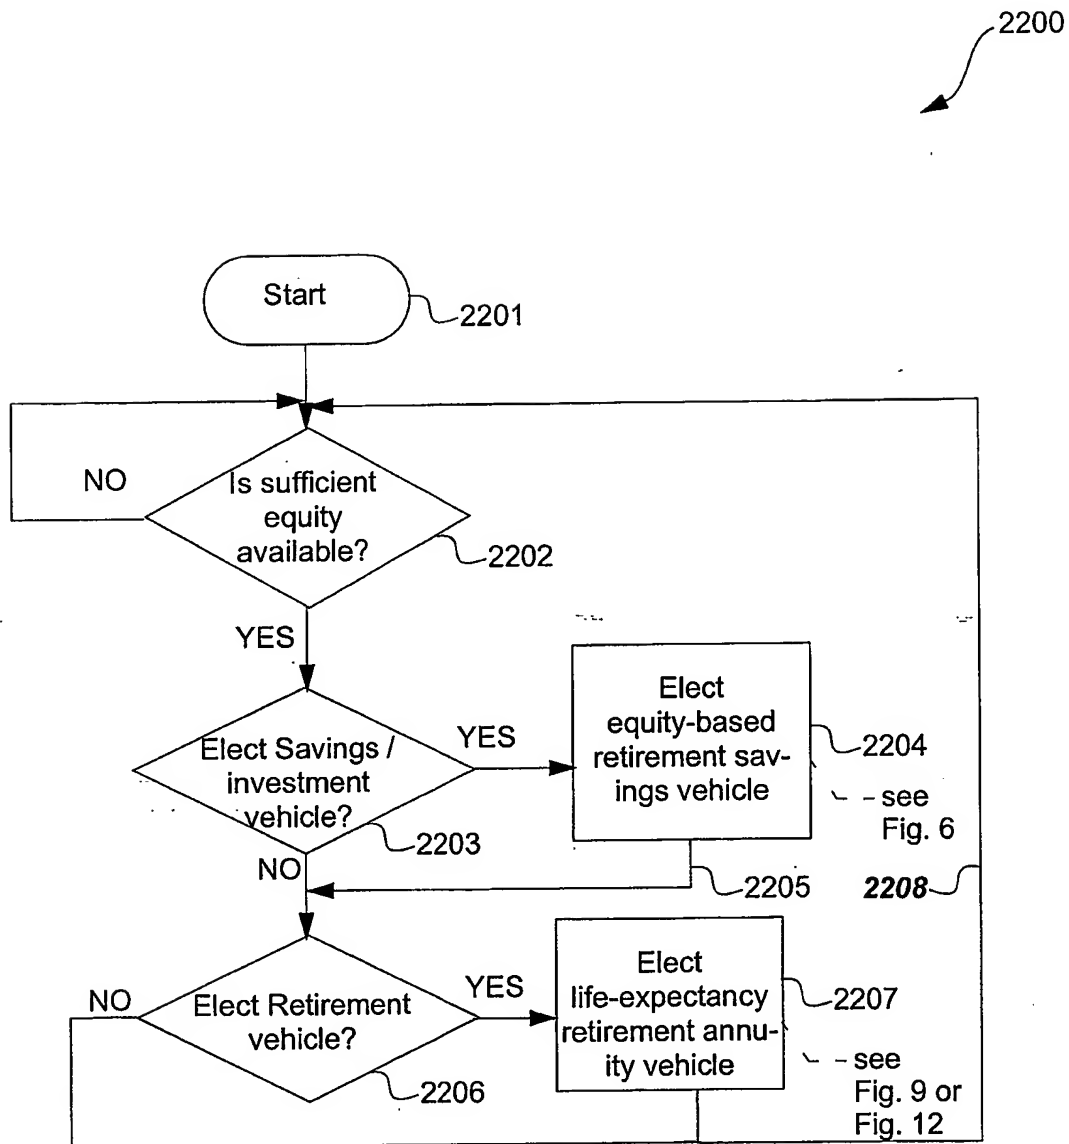 2200
Start
2201
NO
Is sufficient
equity
available?
2202
YES
Elect Savings /
investment
vehicle?
2203
YES
Elect
equity-based
retirement sav-
ings vehicle
2204
see
Fig. 6
NO
2205
2208
NO
Elect Retirement
vehicle?
2206
YES
Elect
life-expectancy
retirement annu-
ity vehicle
2207
see
Fig. 9 or
Fig. 12